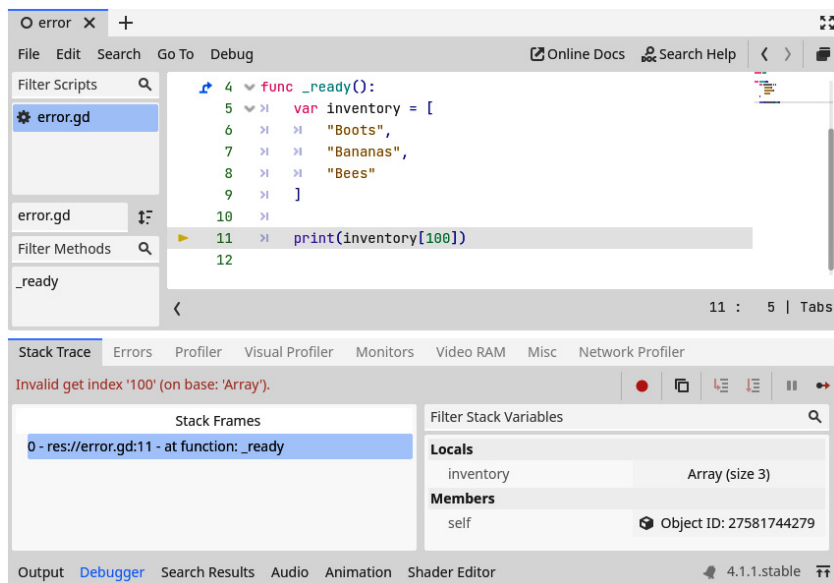 error
File Edit Search Go To Debug Online Docs Search Help
Filter Scripts
error.gd
error.gd
Filter Methods
_ready
4 func _ready():
5 var inventory = [
6 "Boots",
7 "Bananas",
8 "Bees"
9 ]
10
11 print(inventory[100])
12
11 : 5 | Tabs
Stack Trace Errors Profiler Visual Profiler Monitors Video RAM Misc Network Profiler
Invalid get index '100' (on base: 'Array').
Stack Frames
0 - res://error.gd:11 - at function: _ready
Filter Stack Variables
Locals
inventory Array (size 3)
Members
self Object ID: 27581744279
Output Debugger Search Results Audio Animation Shader Editor 4.1.1.stable